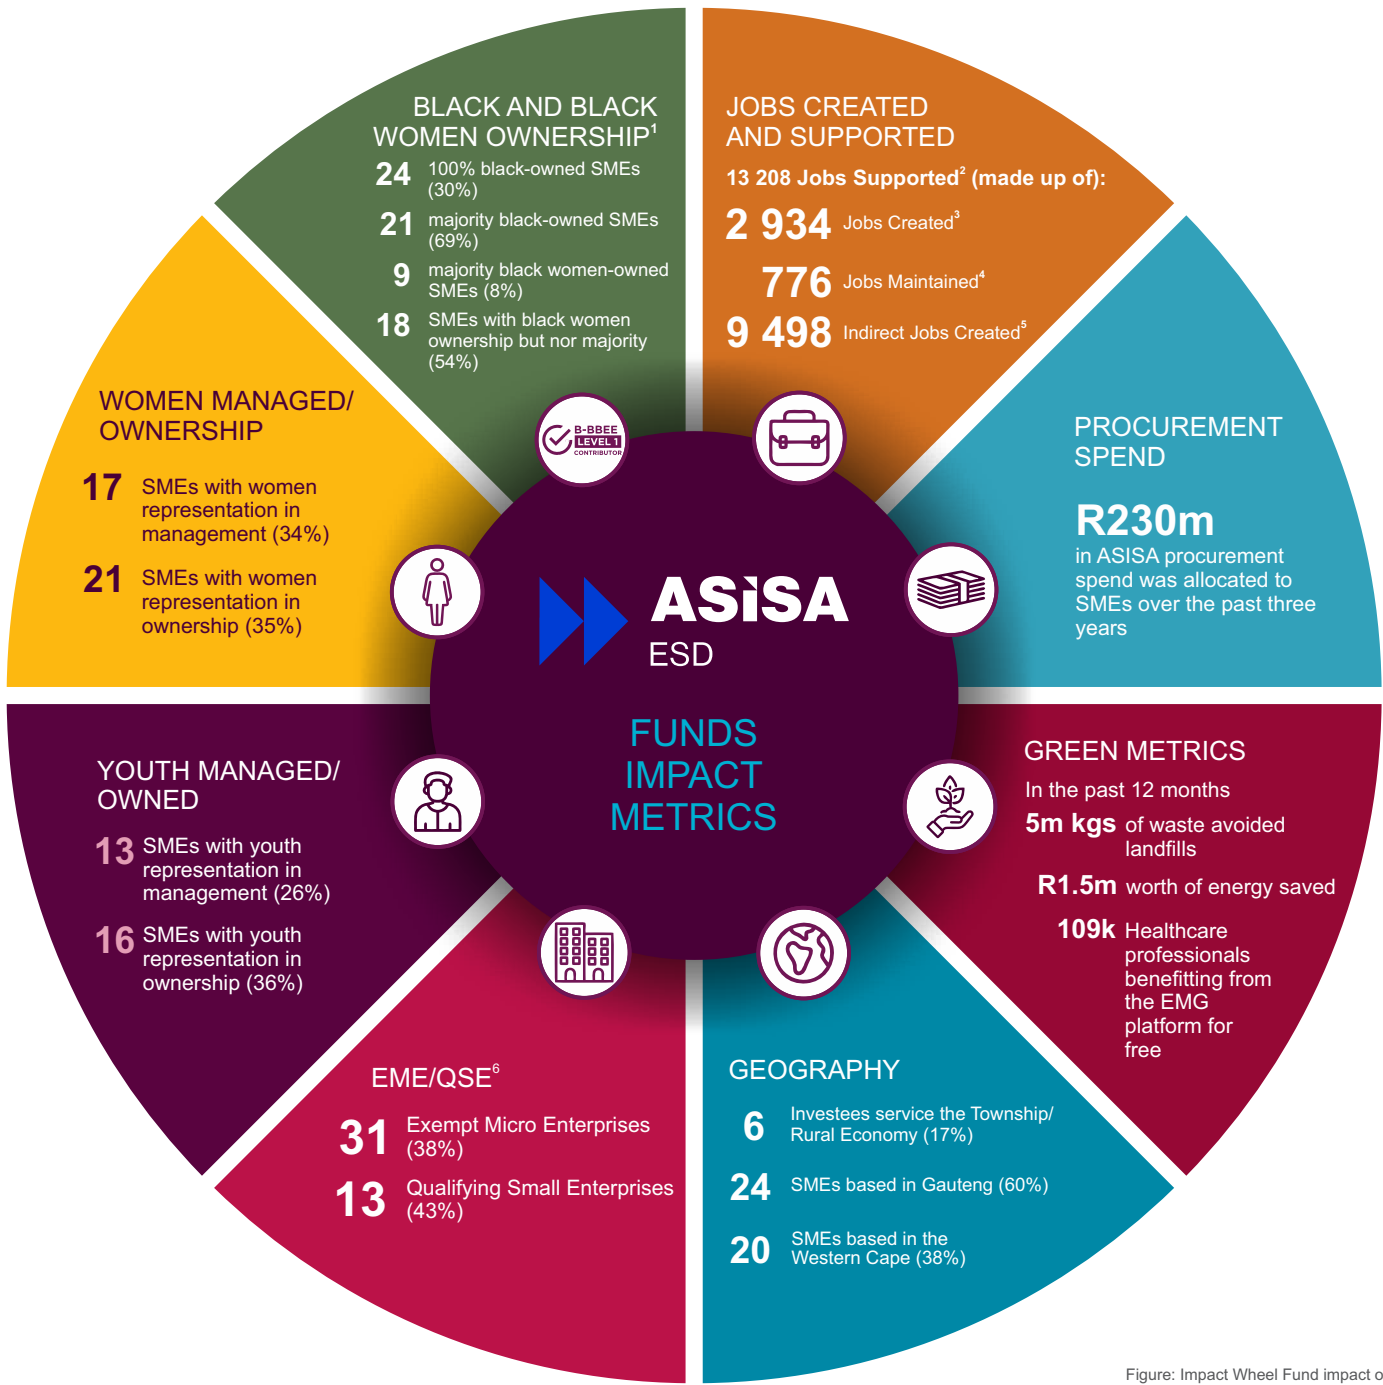 BLACK AND BLACK
WOMEN OWNERSHIP¹
24 100% black-owned SMEs
(30%)
21 majority black-owned SMEs
(69%)
9 majority black women-owned
SMEs (8%)
18 SMEs with black women
ownership but nor majority
(54%)
JOBS CREATED
AND SUPPORTED
13 208 Jobs Supported² (made up of):
2 934 Jobs Created³
776 Jobs Maintained⁴
9 498 Indirect Jobs Created⁵
PROCUREMENT
SPEND
R230m
in ASISA procurement
spend was allocated to
SMEs over the past three
years
GREEN METRICS
In the past 12 months
5m kgs of waste avoided
landfills
R1.5m worth of energy saved
109k Healthcare
professionals
benefitting from
the EMG
platform for
free
GEOGRAPHY
6 Investees service the Township/
Rural Economy (17%)
24 SMEs based in Gauteng (60%)
20 SMEs based in the
Western Cape (38%)
EME/QSE⁶
31 Exempt Micro Enterprises
(38%)
13 Qualifying Small Enterprises
(43%)
YOUTH MANAGED/
OWNED
13 SMEs with youth
representation in
management (26%)
16 SMEs with youth
representation in
ownership (36%)
WOMEN MANAGED/
OWNERSHIP
17 SMEs with women
representation in
management (34%)
21 SMEs with women
representation in
ownership (35%)
B-BBEE
LEVEL 1
CONTRIBUTOR
ASiSA
ESD
FUNDS
IMPACT
METRICS
Figure: Impact Wheel Fund impact o